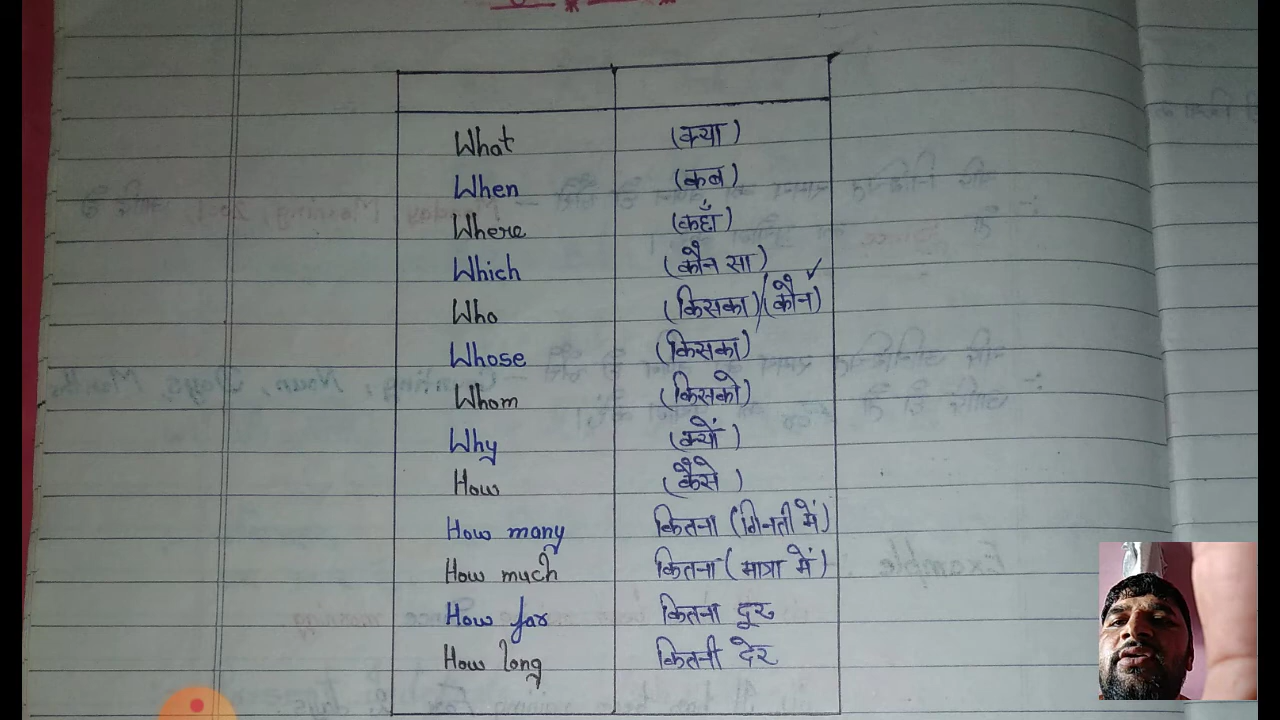 What (क्या)
When (कब)
Where (कहाँ)
Which (कौन सा)
Who (किसका)/(कौन) ✓
Whose (किसका)
Whom (किसको)
Why (क्यों)
How (कैसे)
How many कितना (गिनती में)
How much कितना (मात्रा में)
How far कितना दूर
How long कितनी देर
Example